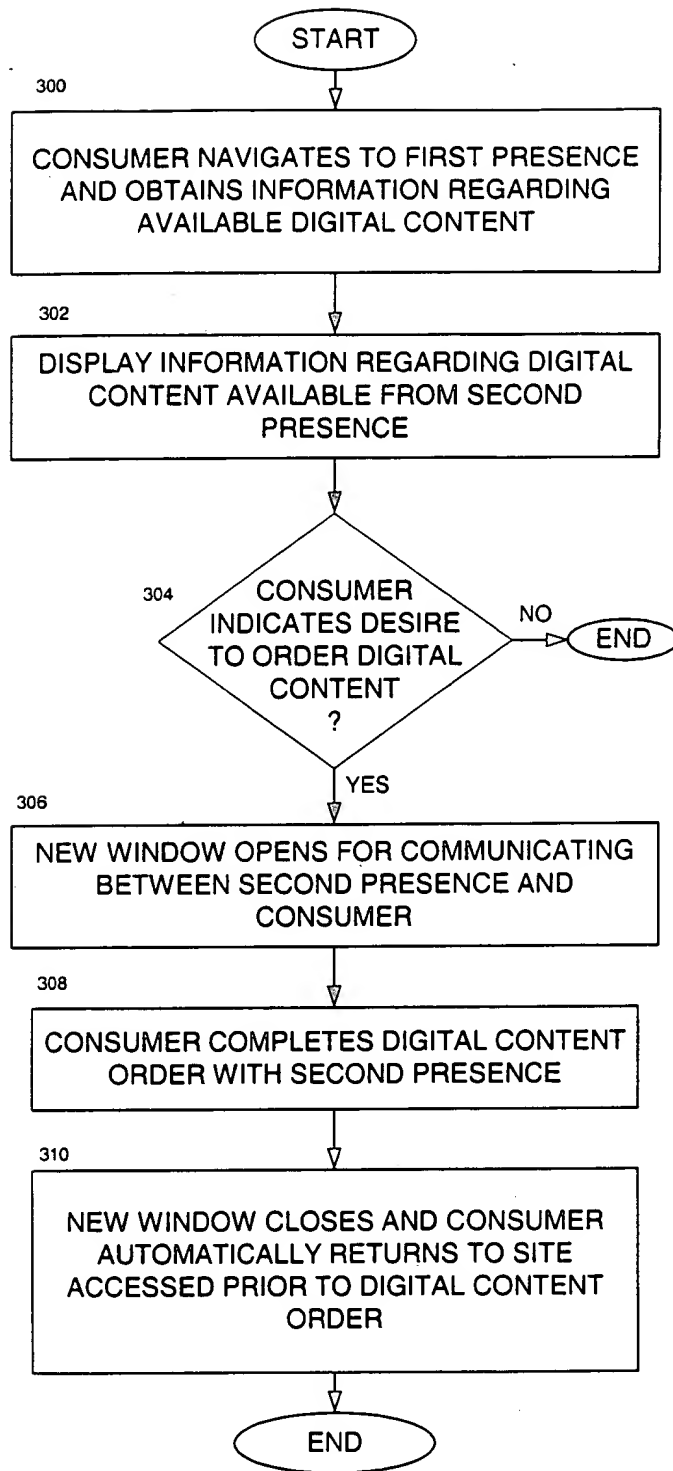 START
300
CONSUMER NAVIGATES TO FIRST PRESENCE
AND OBTAINS INFORMATION REGARDING
AVAILABLE DIGITAL CONTENT
302
DISPLAY INFORMATION REGARDING DIGITAL
CONTENT AVAILABLE FROM SECOND
PRESENCE
304
CONSUMER
INDICATES DESIRE
TO ORDER DIGITAL
CONTENT
?
NO
END
YES
306
NEW WINDOW OPENS FOR COMMUNICATING
BETWEEN SECOND PRESENCE AND
CONSUMER
308
CONSUMER COMPLETES DIGITAL CONTENT
ORDER WITH SECOND PRESENCE
310
NEW WINDOW CLOSES AND CONSUMER
AUTOMATICALLY RETURNS TO SITE
ACCESSED PRIOR TO DIGITAL CONTENT
ORDER
END